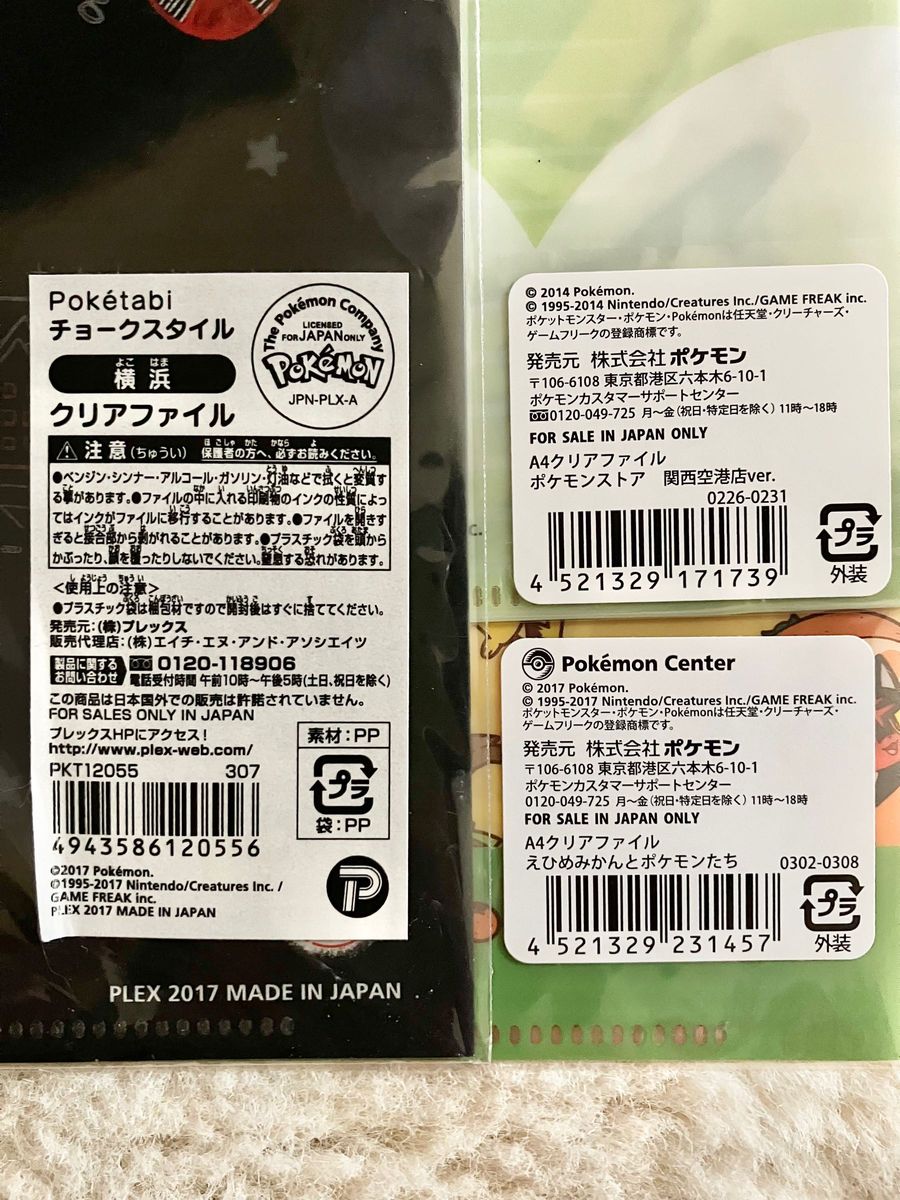 Pokétabi
チョークスタイル
横浜
よこ はま
クリアファイル
The Pokémon Company
LICENSED
FOR JAPAN ONLY
POKéMON
JPN-PLX-A
注意(ちゅうい) 保護者の方へ、必ずお読みください。
●ベンジン・シンナー・アルコール・ガソリン・灯油などで拭くと変質す
る事があります。●ファイルの中に入れる印刷物のインクの性質によっ
てはインクがファイルに移行することがあります。●ファイルを開きす
ぎると接合部から剥がれることがあります。●プラスチック袋を頭から
かぶったり、顔を覆ったりしないでください。窒息する恐れがあります。
<使用上の注意>
●プラスチック袋は梱包材ですので開封後はすぐに捨ててください。
発売元:(株)プレックス
販売代理店:(株)エイチ・エヌ・アンド・アソシエイツ
製品に関する
お問い合わせ
0120-118906
電話受付時間 午前10時〜午後5時(土日、祝日を除く)
この商品は日本国外での販売は許諾されていません。
FOR SALES ONLY IN JAPAN
プレックスHPにアクセス!
http://www.plex-web.com/
PKT12055 307
4943586120556
素材:PP
プラ
袋:PP
©2017 Pokémon.
©1995-2017 Nintendo/Creatures Inc. /
GAME FREAK inc.
PLEX 2017 MADE IN JAPAN
PLEX 2017 MADE IN JAPAN
© 2014 Pokémon.
© 1995-2014 Nintendo/Creatures Inc./GAME FREAK inc.
ポケットモンスター・ポケモン・Pokémonは任天堂・クリーチャーズ・
ゲームフリークの登録商標です。
発売元 株式会社ポケモン
〒106-6108 東京都港区六本木6-10-1
ポケモンカスタマーサポートセンター
0120-049-725 月〜金(祝日・特定日を除く) 11時〜18時
FOR SALE IN JAPAN ONLY
A4クリアファイル
ポケモンストア 関西空港店ver.
0226-0231
4 521329 171739
プラ
外装
Pokémon Center
© 2017 Pokémon.
© 1995-2017 Nintendo/Creatures Inc./GAME FREAK inc.
ポケットモンスター・ポケモン・Pokémonは任天堂・クリーチャーズ・
ゲームフリークの登録商標です。
発売元 株式会社ポケモン
〒106-6108 東京都港区六本木6-10-1
ポケモンカスタマーサポートセンター
0120-049-725 月〜金(祝日・特定日を除く) 11時〜18時
FOR SALE IN JAPAN ONLY
A4クリアファイル
えひめみかんとポケモンたち 0302-0308
4 521329 231457
プラ
外装